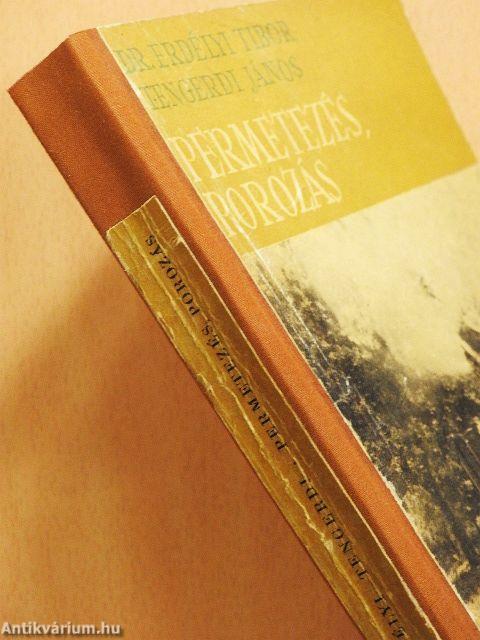 DR. ERDÉLYI TIBOR
TENGERDI JÁNOS
PERMETEZÉS,
POROZÁS
TENGERDI · PERMETEZÉS POROZÁS
Antikvárium.hu